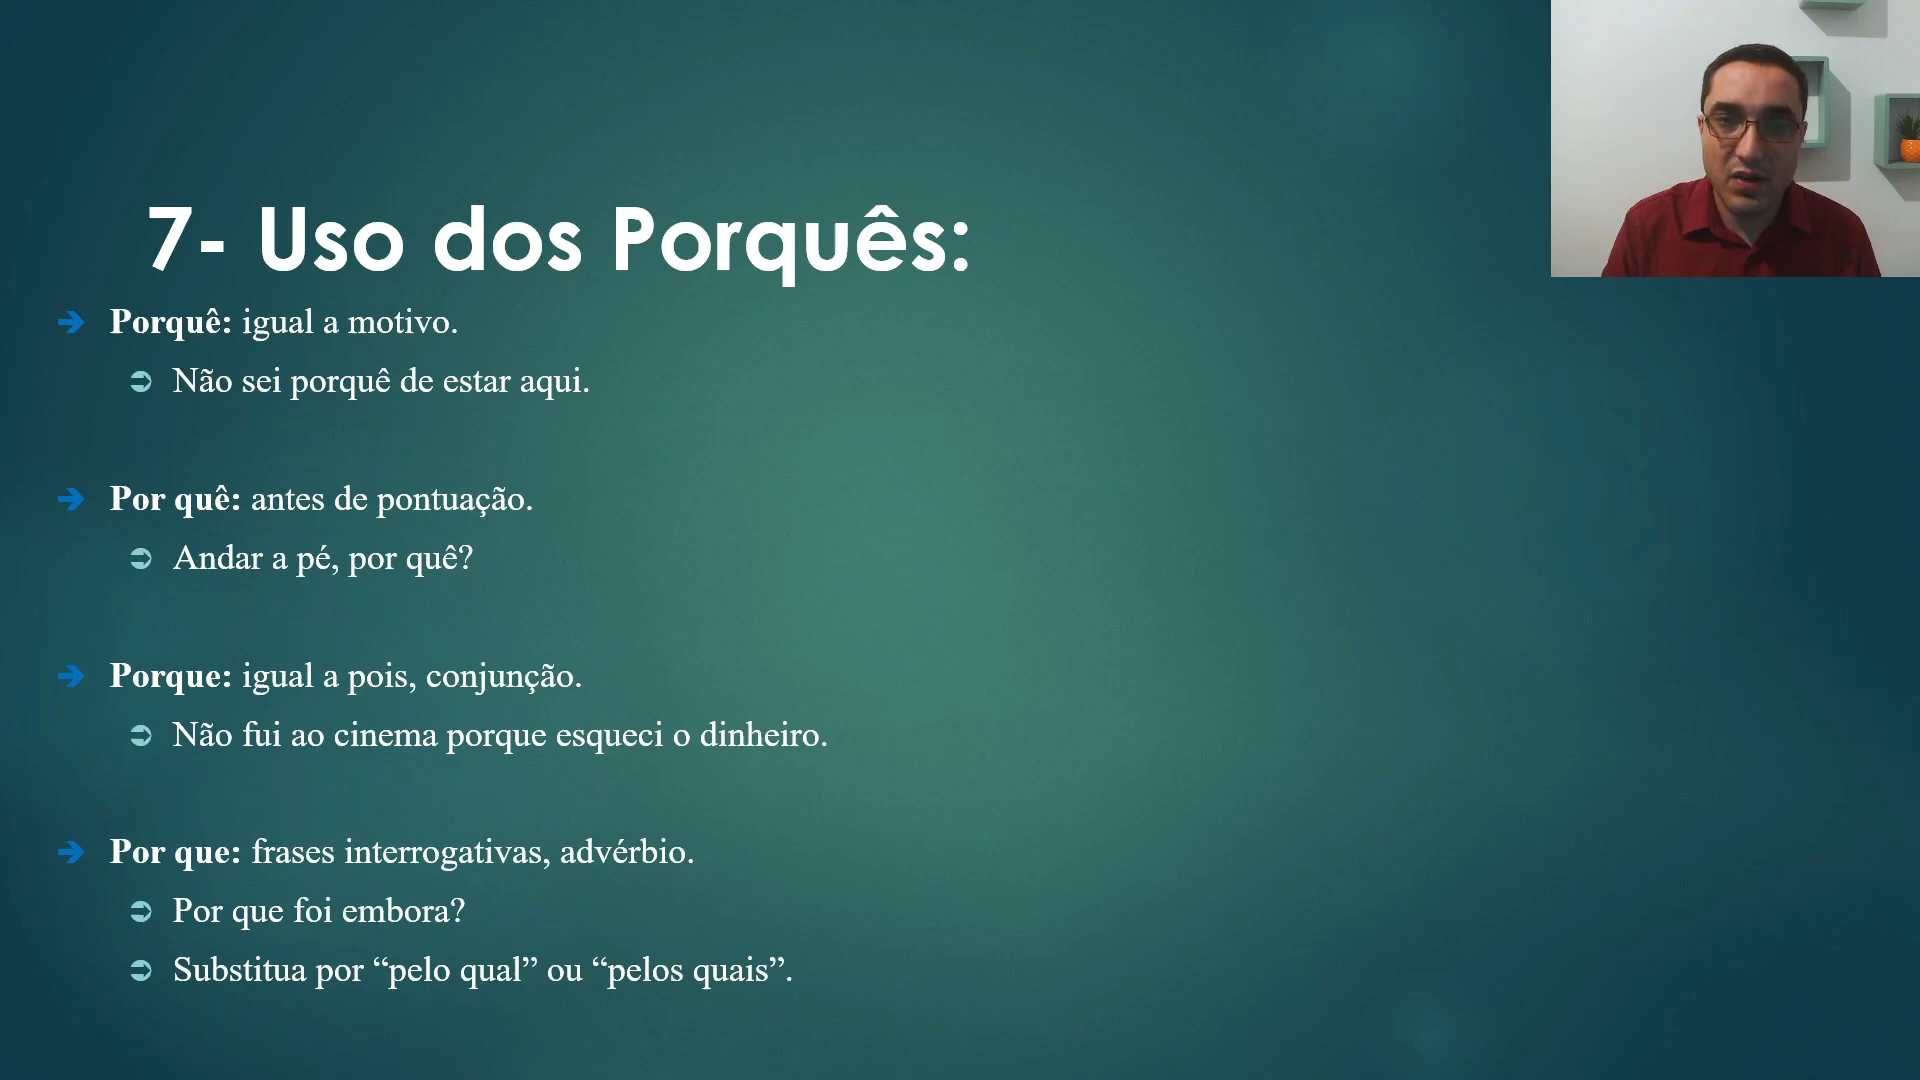 7- Uso dos Porquês:
Porquê: igual a motivo.
Não sei porquê de estar aqui.
Por quê: antes de pontuação.
Andar a pé, por quê?
Porque: igual a pois, conjunção.
Não fui ao cinema porque esqueci o dinheiro.
Por que: frases interrogativas, advérbio.
Por que foi embora?
Substitua por “pelo qual” ou “pelos quais”.